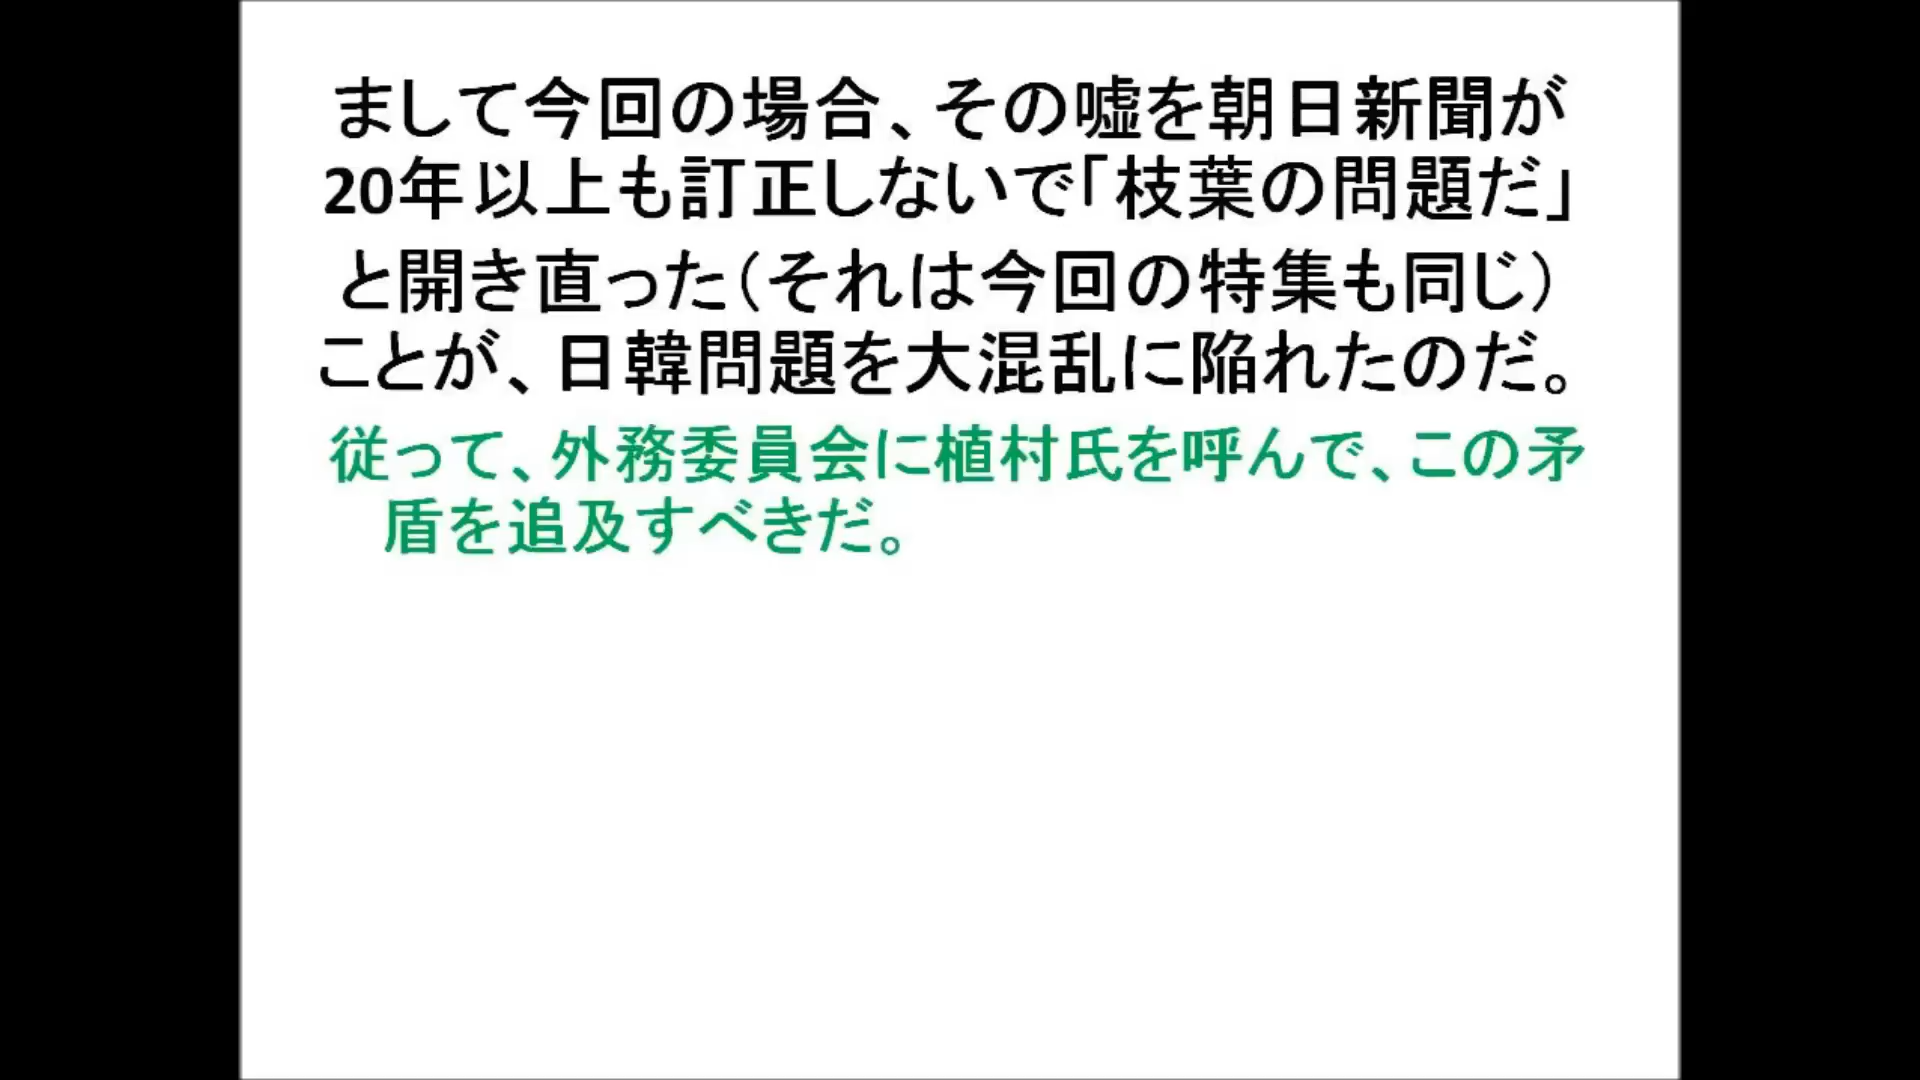 まして今回の場合、その嘘を朝日新聞が
20年以上も訂正しないで「枝葉の問題だ」
と開き直った（それは今回の特集も同じ）
ことが、日韓問題を大混乱に陥れたのだ。
従って、外務委員会に植村氏を呼んで、この矛
盾を追及すべきだ。